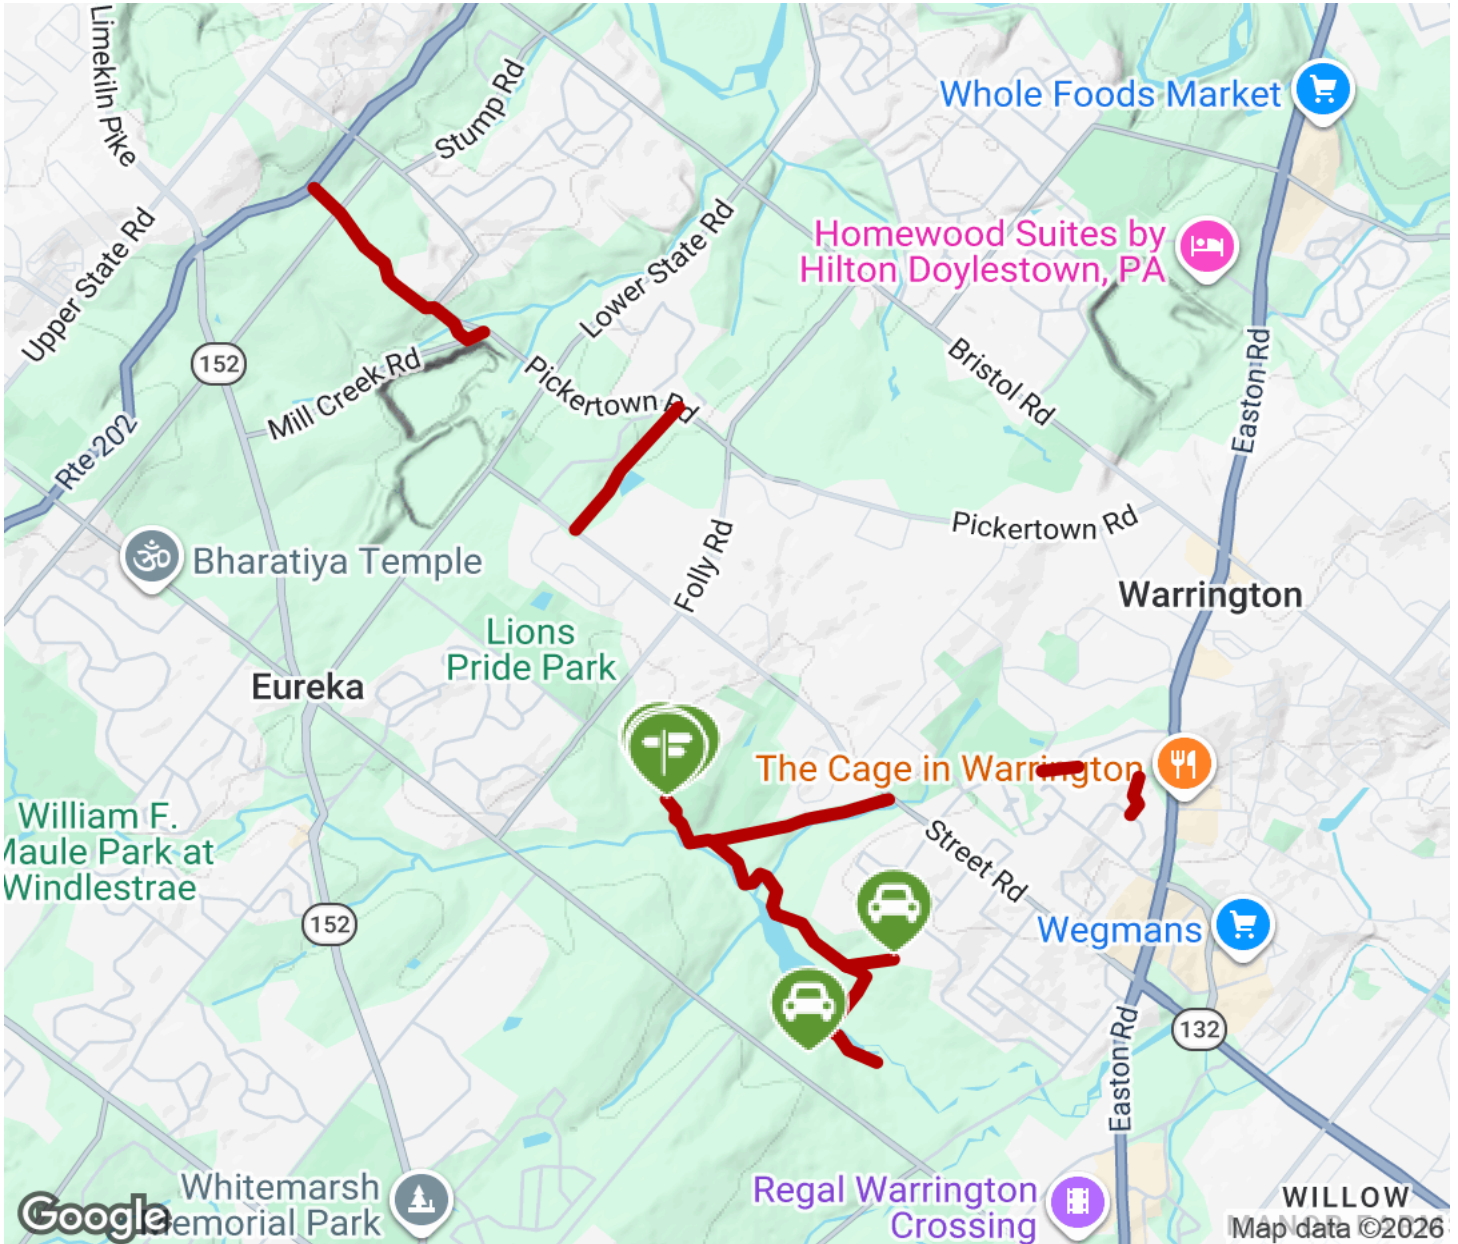 Limekiln Pike
Stump Rd
Whole Foods Market
Upper State Rd
Lower State Rd
Homewood Suites by
Hilton Doylestown, PA
152
Mill Creek Rd
Pickertown Rd
Bristol Rd
Easton Rd
Rte 202
Pickertown Rd
Bharatiya Temple
Folly Rd
Warrington
Lions
Pride Park
Eureka
The Cage in Warrington
William F.
Maule Park at
Windlestrae
Street Rd
152
Wegmans
132
Easton Rd
Whitemarsh
Memorial Park
Regal Warrington
Crossing
WILLOW
Google
Map data ©2026